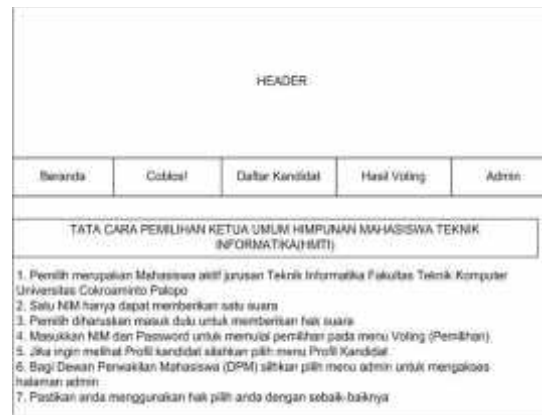 HEADER
Beranda
Coblos!
Daftar Kandidat
Hasil Voting
Admin
TATA CARA PEMILIHAN KETUA UMUM HIMPUNAN MAHASISWA TEKNIK
INFORMATIKA(HMTI)
1. Pemilih merupakan Mahasiswa aktif jurusan Teknik Informatika Fakultas Teknik Komputer
Universitas Cokroaminto Palopo
2. Satu NIM hanya dapat memberikan satu suara
3. Pemilih diharuskan masuk dulu untuk memberikan hak suara
4. Masukkan NIM dan Password untuk memulai pemilihan pada menu Voting (Pemilihan)
5. Jika ingin melihat Profil kandidat silahkan pilih menu Profil Kandidat
6. Bagi Dewan Perwakilan Mahasiswa (DPM) silhkan pilih menu admin untuk mengakses
halaman admin
7. Pastikan anda menggunakan hak pilih anda dengan sebaik-baiknya